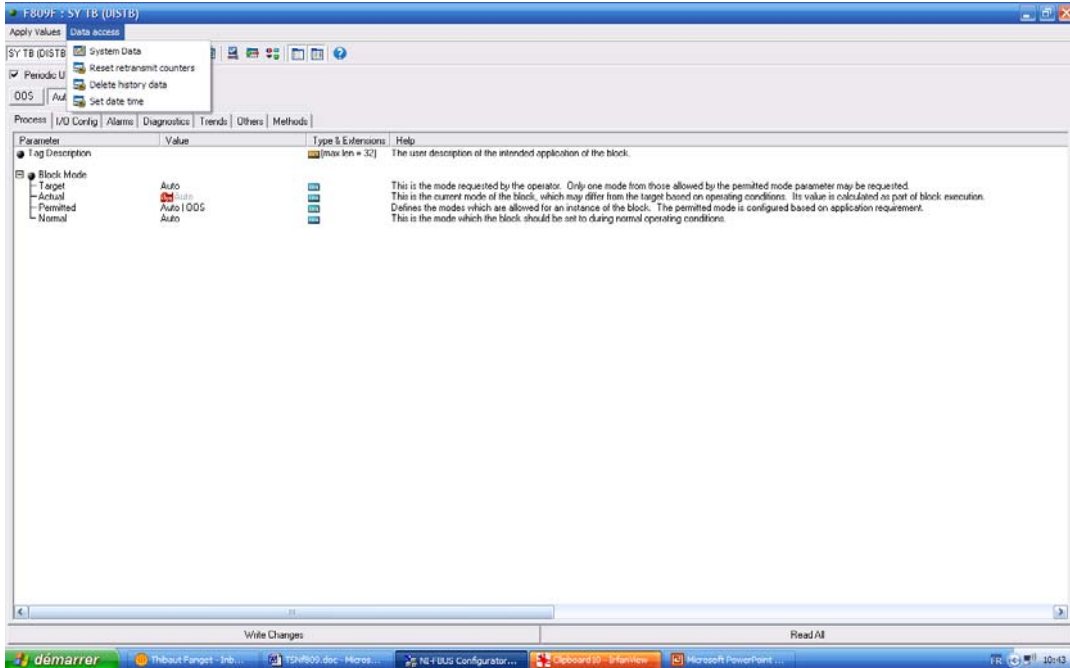 F809F : SY TB (DISTB)
Apply Values Data access
SY TB (DISTB
System Data
Reset retransmit counters
Periodic U
Delete history data
OOS Aut
Set date time
Process I/O Config Alarms Diagnostics Trends Others Methods
Parameter Value Type & Extensions Help
Tag Description [max len = 32] The user description of the intended application of the block.
Block Mode
Target Auto This is the mode requested by the operator. Only one mode from those allowed by the permitted mode parameter may be requested.
Actual Auto This is the current mode of the block, which may differ from the target based on operating conditions. Its value is calculated as part of block execution.
Permitted Auto | OOS Defines the modes which are allowed for an instance of the block. The permitted mode is configured based on application requirement.
Normal Auto This is the mode which the block should be set to during normal operating conditions.
Write Changes Read All
démarrer Thibaut Fanget - Inb... TSNf809.doc - Micros... NI-FBUS Configurator... Clipboard10 - IrfanView Microsoft PowerPoint ... FR 10:43